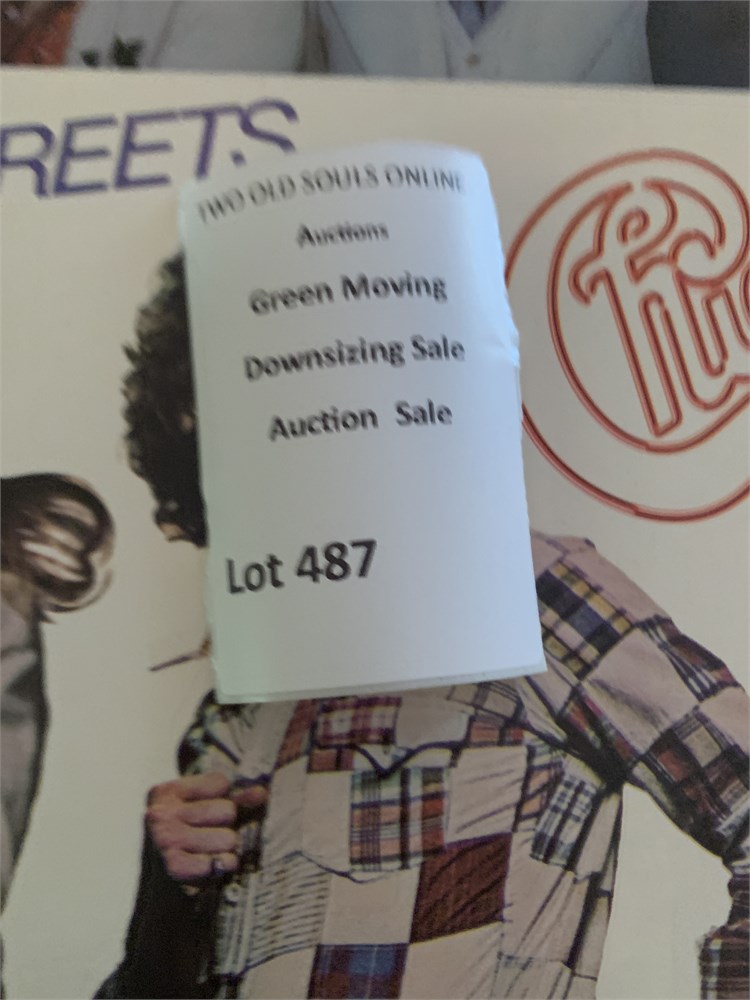 REETS
TWO OLD SOULS ONLINE
Auctions
Green Moving
Downsizing Sale
Auction Sale
Lot 487